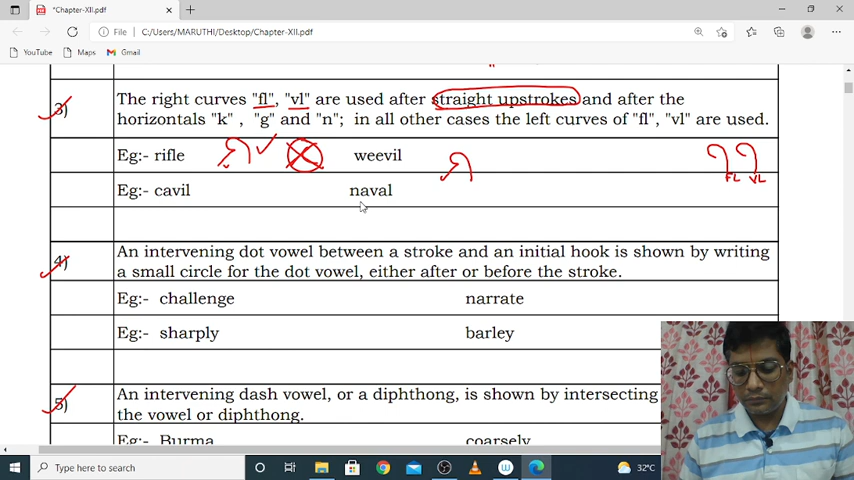 *Chapter-XII.pdf
File
C:/Users/MARUTHI/Desktop/Chapter-XII.pdf
YouTube Maps Gmail
3) The right curves "fl", "vl" are used after straight upstrokes and after the
horizontals "k" , "g" and "n"; in all other cases the left curves of "fl", "vl" are used.
Eg:- rifle weevil
FL VL
Eg:- cavil naval
4) An intervening dot vowel between a stroke and an initial hook is shown by writing
a small circle for the dot vowel, either after or before the stroke.
Eg:- challenge narrate
Eg:- sharply barley
5) An intervening dash vowel, or a diphthong, is shown by intersecting
the vowel or diphthong.
Eg:- Burma coarsely
Type here to search
32°C